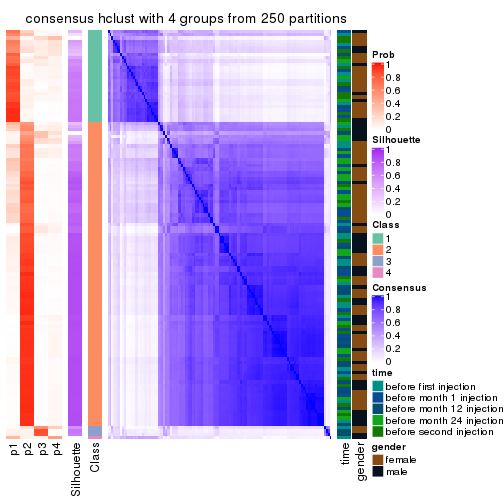 consensus hclust with 4 groups from 250 partitions
Prob
1
0.8
0.6
0.4
0.2
0
Silhouette
1
0.8
0.6
0.4
0.2
0
Class
1
2
3
4
Consensus
1
0.8
0.6
0.4
0.2
0
time
before first injection
before month 1 injection
before month 12 injection
before month 24 injection
before second injection
gender
female
male
p1
p2
p3
p4
Silhouette
Class
time
gender